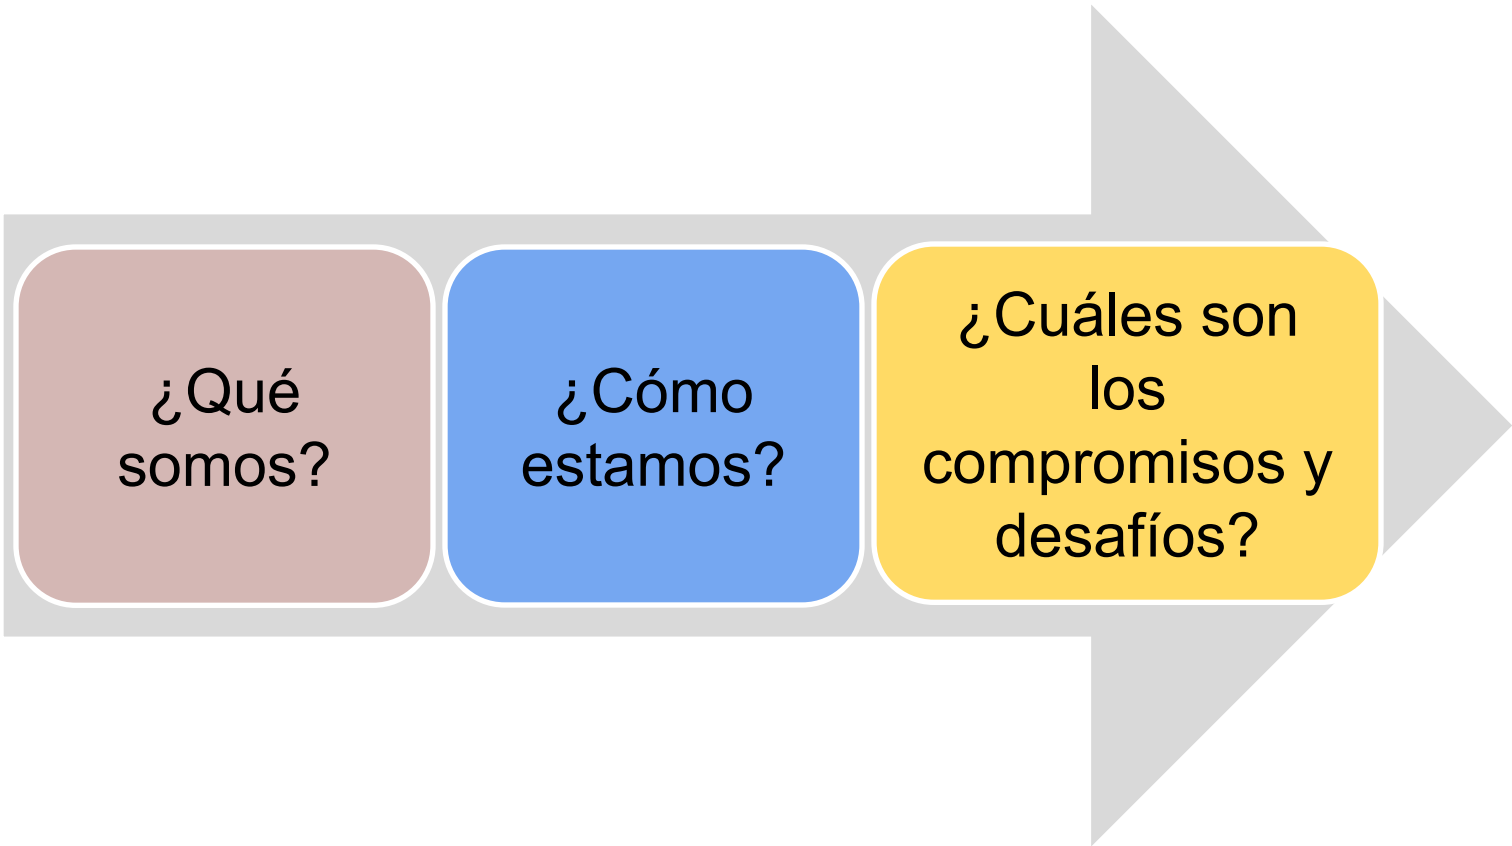 ¿Qué
somos?
¿Cómo
estamos?
¿Cuáles son
los
compromisos y
desafíos?